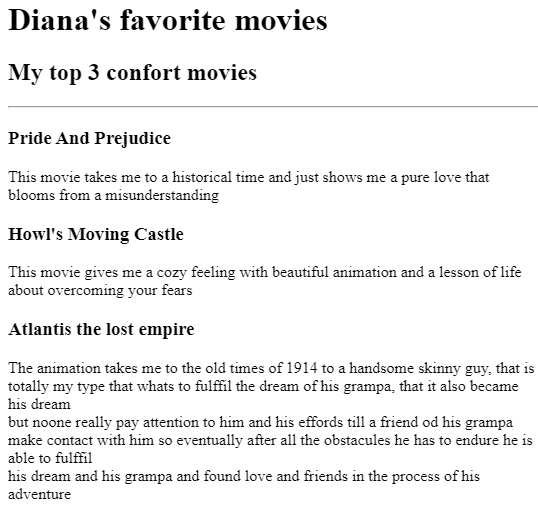 Diana's favorite movies
My top 3 confort movies
Pride And Prejudice
This movie takes me to a historical time and just shows me a pure love that
blooms from a misunderstanding
Howl's Moving Castle
This movie gives me a cozy feeling with beautiful animation and a lesson of life
about overcoming your fears
Atlantis the lost empire
The animation takes me to the old times of 1914 to a handsome skinny guy, that is
totally my type that whats to fulffil the dream of his grampa, that it also became
his dream
but noone really pay attention to him and his effords till a friend od his grampa
make contact with him so eventually after all the obstacules he has to endure he is
able to fulffil
his dream and his grampa and found love and friends in the process of his
adventure